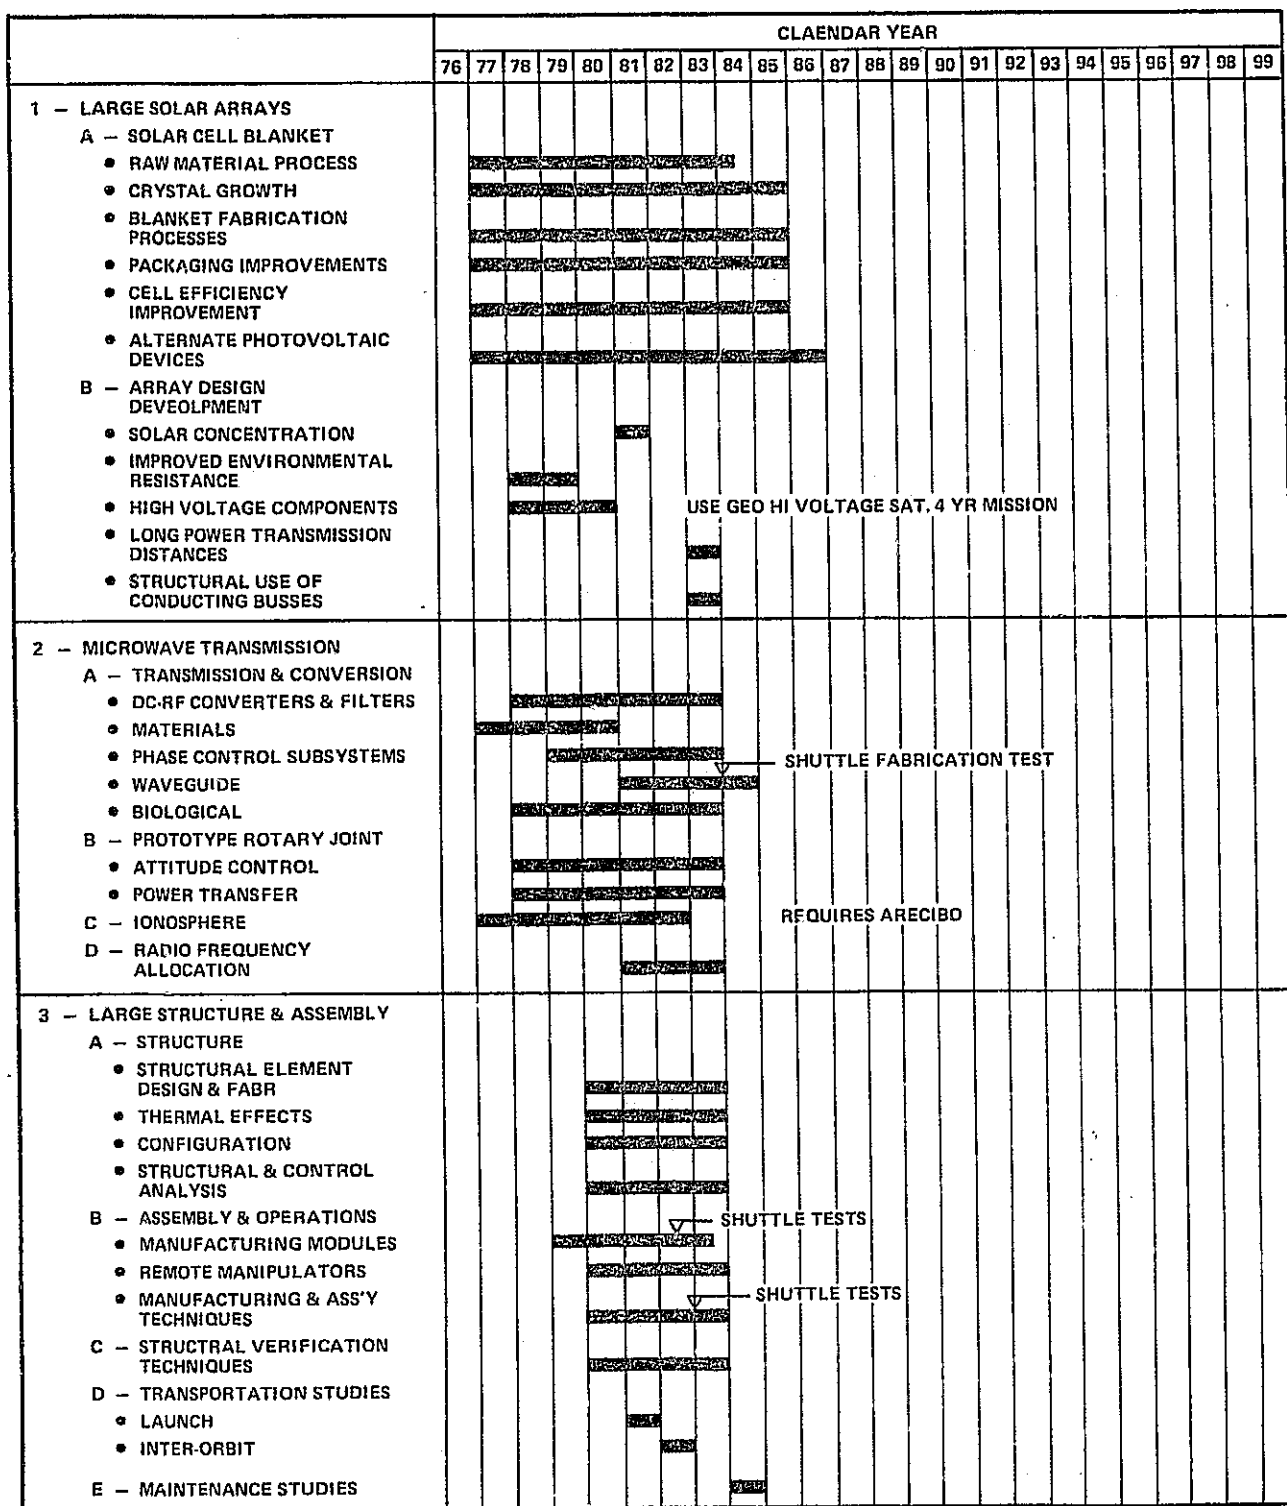 CLAENDAR YEAR
76 77 78 79 80 81 82 83 84 85 86 87 88 89 90 91 92 93 94 95 96 97 98 99
1 – LARGE SOLAR ARRAYS
A – SOLAR CELL BLANKET
• RAW MATERIAL PROCESS
• CRYSTAL GROWTH
• BLANKET FABRICATION
PROCESSES
• PACKAGING IMPROVEMENTS
• CELL EFFICIENCY
IMPROVEMENT
• ALTERNATE PHOTOVOLTAIC
DEVICES
B – ARRAY DESIGN
DEVEOLPMENT
• SOLAR CONCENTRATION
• IMPROVED ENVIRONMENTAL
RESISTANCE
• HIGH VOLTAGE COMPONENTS USE GEO HI VOLTAGE SAT. 4 YR MISSION
• LONG POWER TRANSMISSION
DISTANCES
• STRUCTURAL USE OF
CONDUCTING BUSSES
2 – MICROWAVE TRANSMISSION
A – TRANSMISSION & CONVERSION
• DC-RF CONVERTERS & FILTERS
• MATERIALS
• PHASE CONTROL SUBSYSTEMS SHUTTLE FABRICATION TEST
• WAVEGUIDE
• BIOLOGICAL
B – PROTOTYPE ROTARY JOINT
• ATTITUDE CONTROL
• POWER TRANSFER
C – IONOSPHERE REQUIRES ARECIBO
D – RADIO FREQUENCY
ALLOCATION
3 – LARGE STRUCTURE & ASSEMBLY
A – STRUCTURE
• STRUCTURAL ELEMENT
DESIGN & FABR
• THERMAL EFFECTS
• CONFIGURATION
• STRUCTURAL & CONTROL
ANALYSIS
B – ASSEMBLY & OPERATIONS SHUTTLE TESTS
• MANUFACTURING MODULES
• REMOTE MANIPULATORS
• MANUFACTURING & ASS'Y SHUTTLE TESTS
TECHNIQUES
C – STRUCTRAL VERIFICATION
TECHNIQUES
D – TRANSPORTATION STUDIES
• LAUNCH
• INTER-ORBIT
E – MAINTENANCE STUDIES